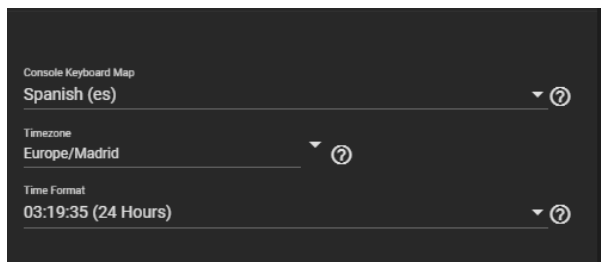 Console Keyboard Map
Spanish (es)
Timezone
Europe/Madrid
Time Format
03:19:35 (24 Hours)